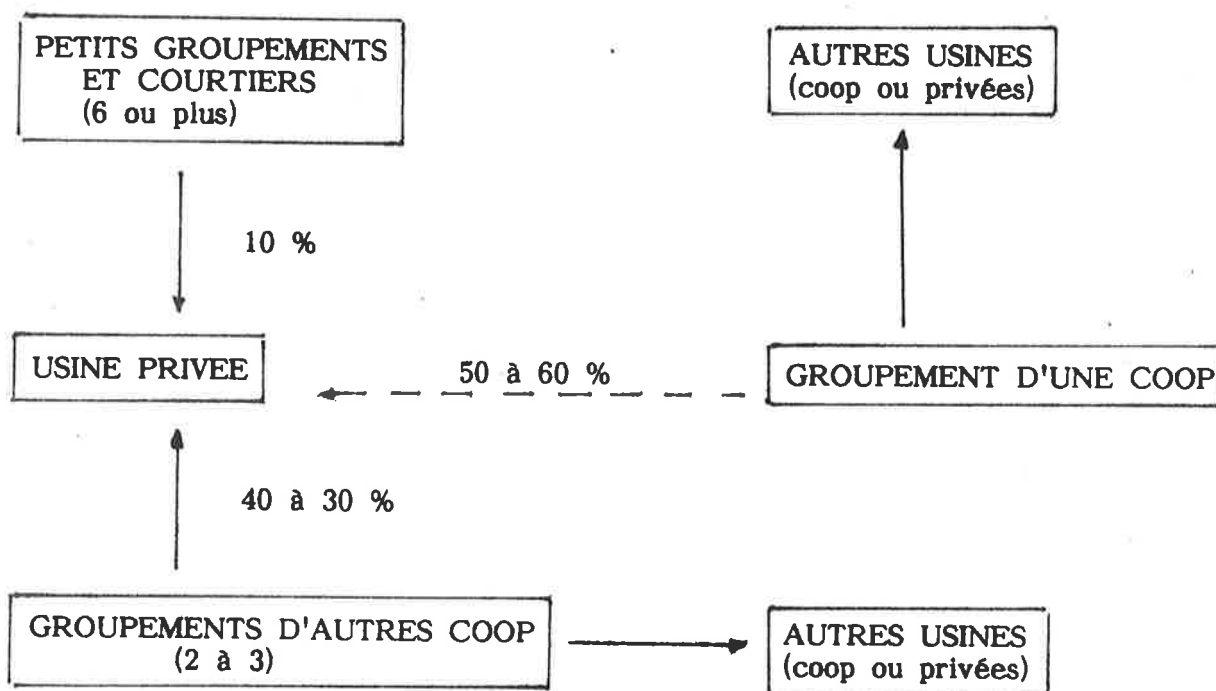 PETITS GROUPEMENTS
ET COURTIERS
(6 ou plus)
AUTRES USINES
(coop ou privées)
10 %
USINE PRIVEE
50 à 60 %
GROUPEMENT D'UNE COOP
40 à 30 %
GROUPEMENTS D'AUTRES COOP
(2 à 3)
AUTRES USINES
(coop ou privées)